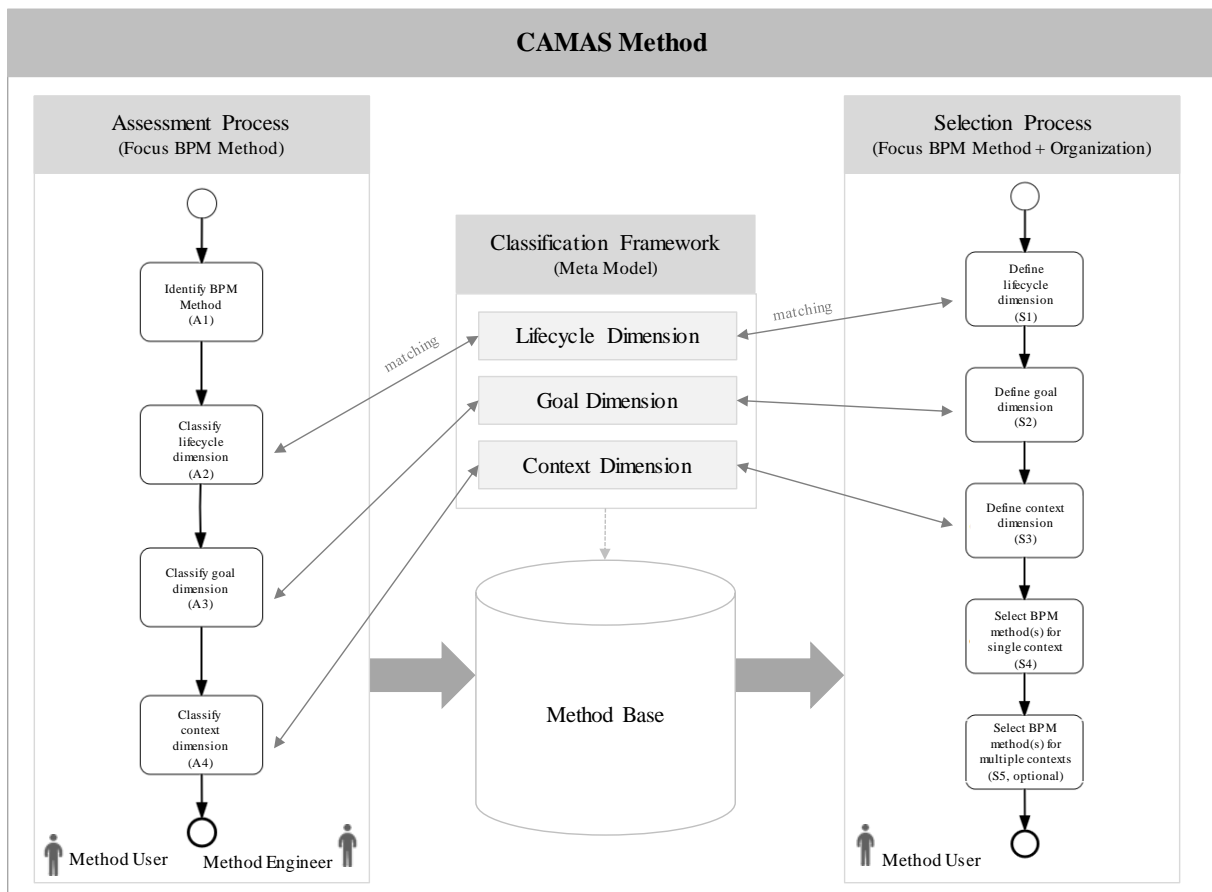 CAMAS Method
Assessment Process
(Focus BPM Method)
Identify BPM
Method
(A1)
Classify
lifecycle
dimension
(A2)
Classify goal
dimension
(A3)
Classify
context
dimension
(A4)
Method User
Method Engineer
Classification Framework
(Meta Model)
matching
Lifecycle Dimension
matching
Goal Dimension
Context Dimension
Method Base
Selection Process
(Focus BPM Method + Organization)
Define
lifecycle
dimension
(S1)
Define goal
dimension
(S2)
Define context
dimension
(S3)
Select BPM
method(s) for
single context
(S4)
Select BPM
method(s) for
multiple contexts
(S5, optional)
Method User